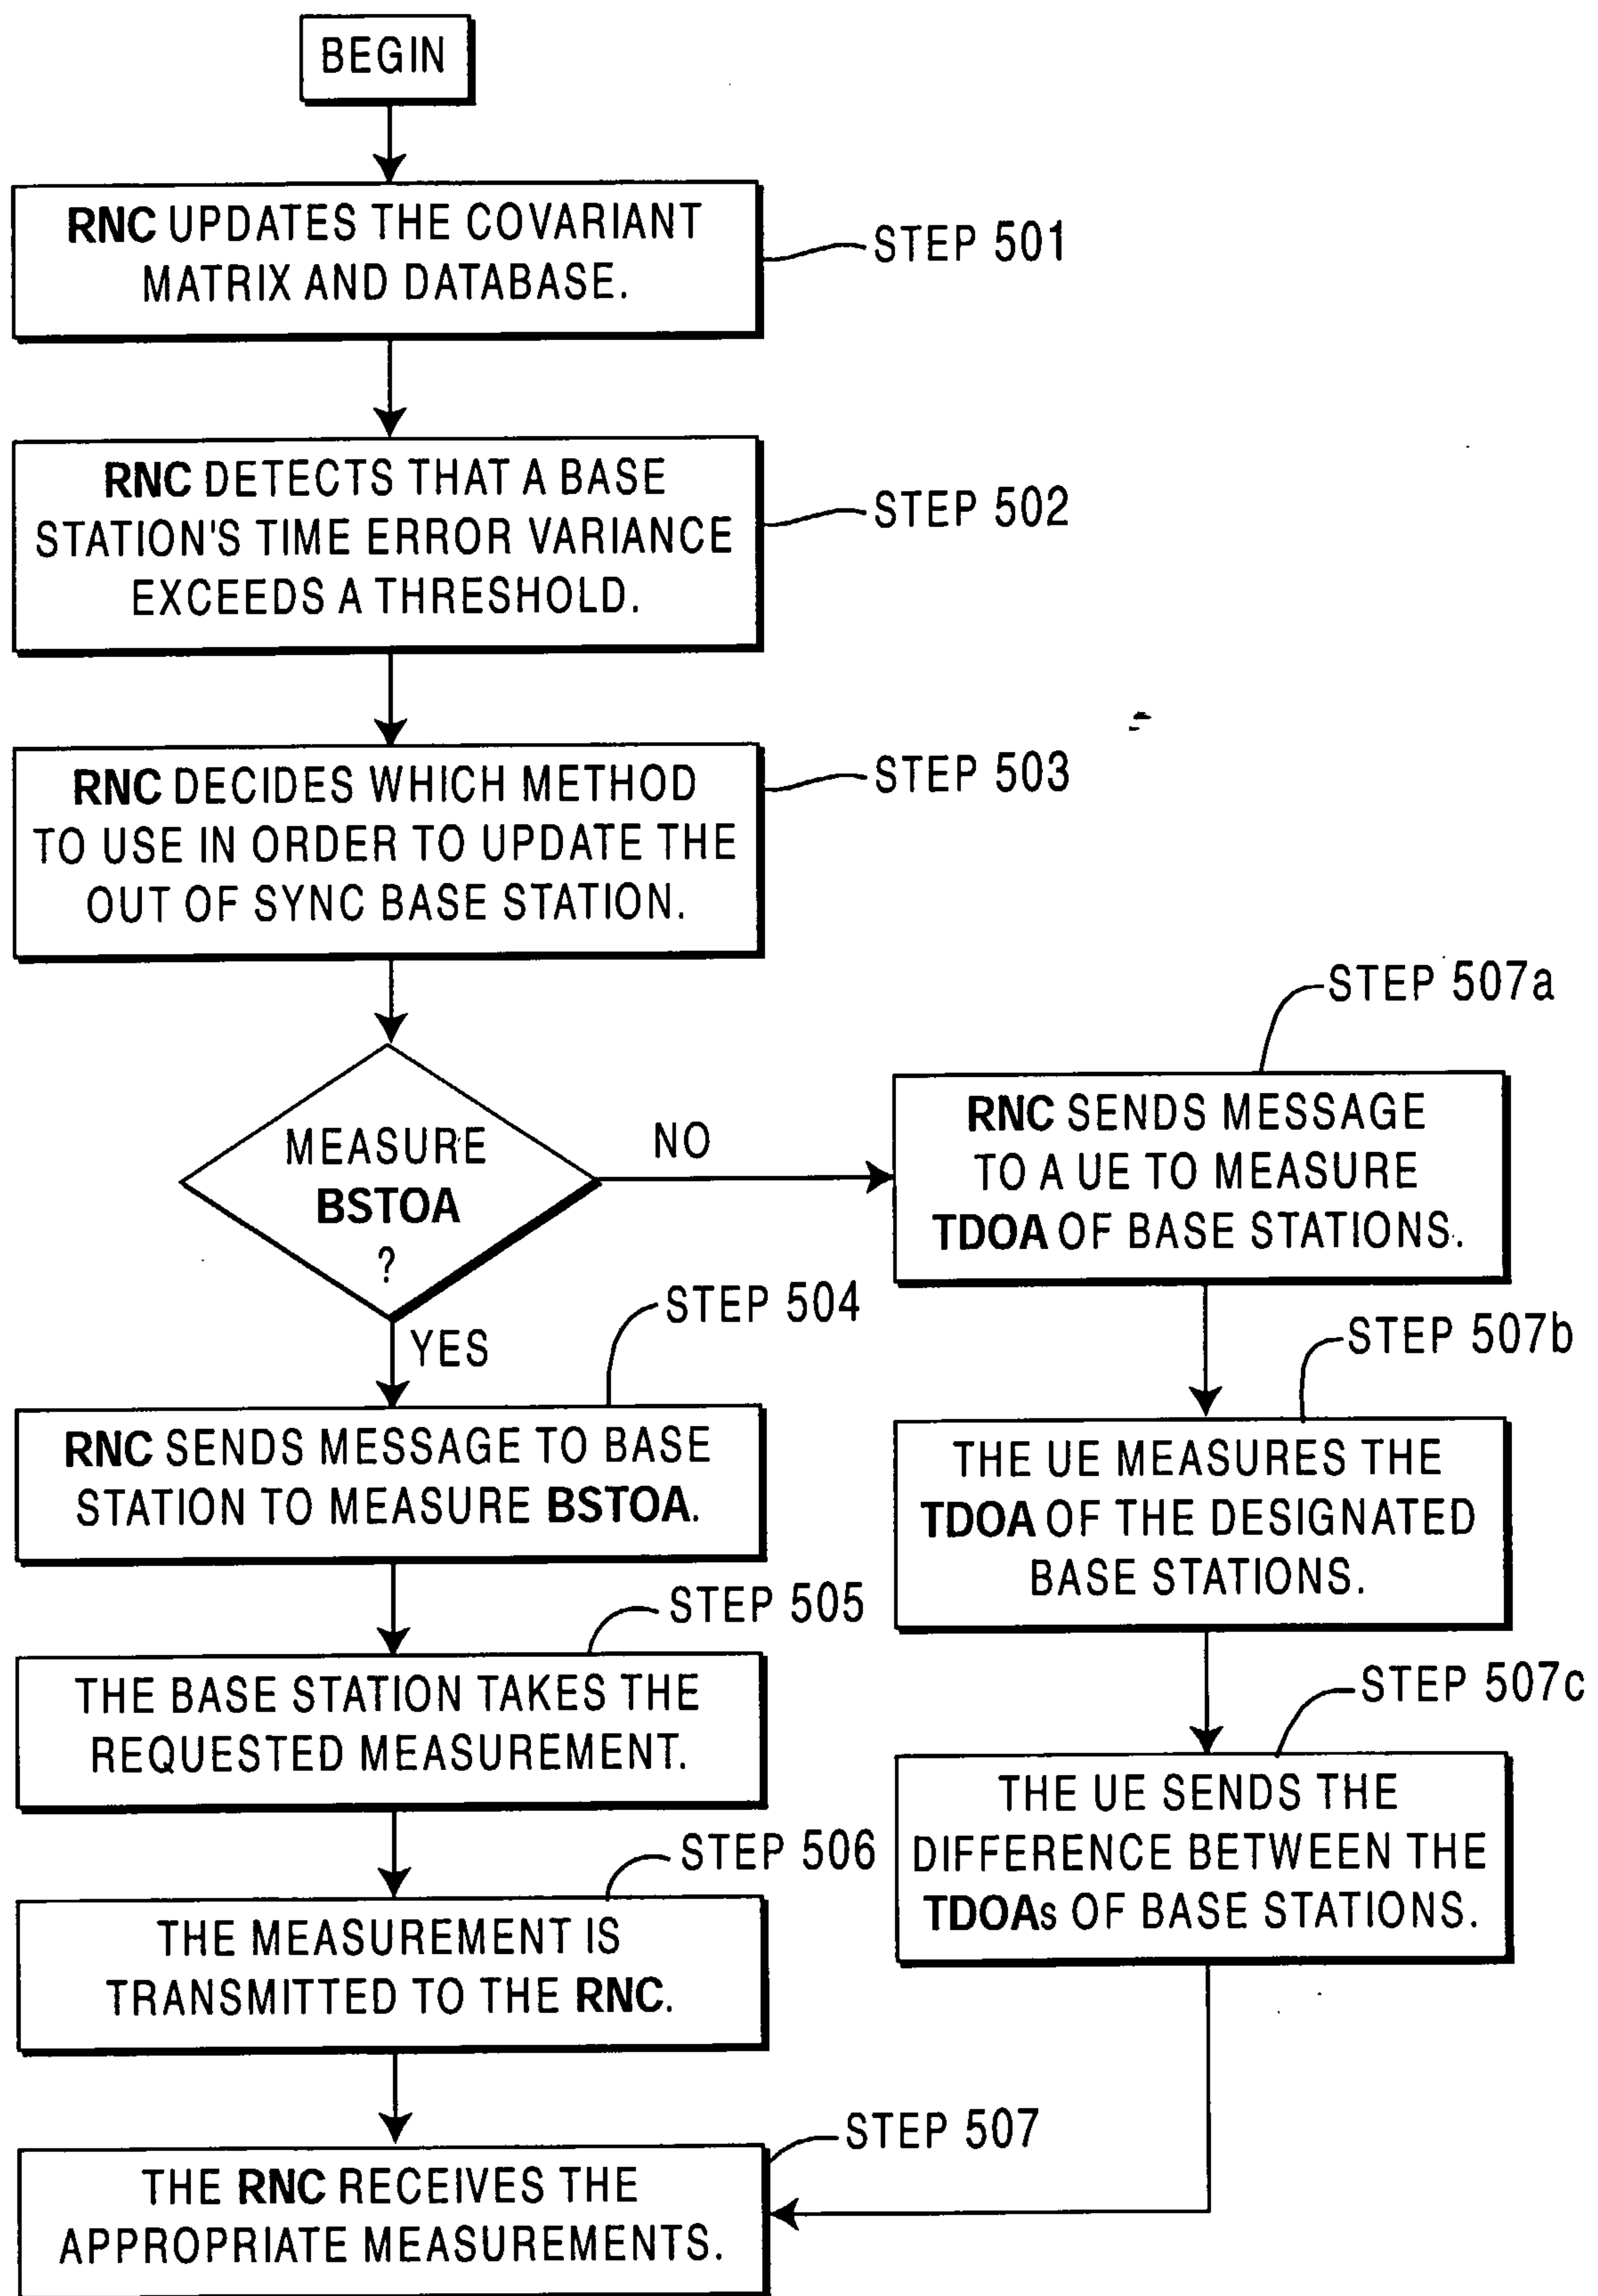 BEGIN
RNC UPDATES THE COVARIANT
MATRIX AND DATABASE.
STEP 501
RNC DETECTS THAT A BASE
STATION'S TIME ERROR VARIANCE
EXCEEDS A THRESHOLD.
STEP 502
RNC DECIDES WHICH METHOD
TO USE IN ORDER TO UPDATE THE
OUT OF SYNC BASE STATION.
STEP 503
MEASURE
BSTOA
?
NO
YES
STEP 507a
RNC SENDS MESSAGE
TO A UE TO MEASURE
TDOA OF BASE STATIONS.
STEP 504
RNC SENDS MESSAGE TO BASE
STATION TO MEASURE BSTOA.
STEP 507b
THE UE MEASURES THE
TDOA OF THE DESIGNATED
BASE STATIONS.
STEP 505
THE BASE STATION TAKES THE
REQUESTED MEASUREMENT.
STEP 507c
THE UE SENDS THE
DIFFERENCE BETWEEN THE
TDOAs OF BASE STATIONS.
STEP 506
THE MEASUREMENT IS
TRANSMITTED TO THE RNC.
STEP 507
THE RNC RECEIVES THE
APPROPRIATE MEASUREMENTS.